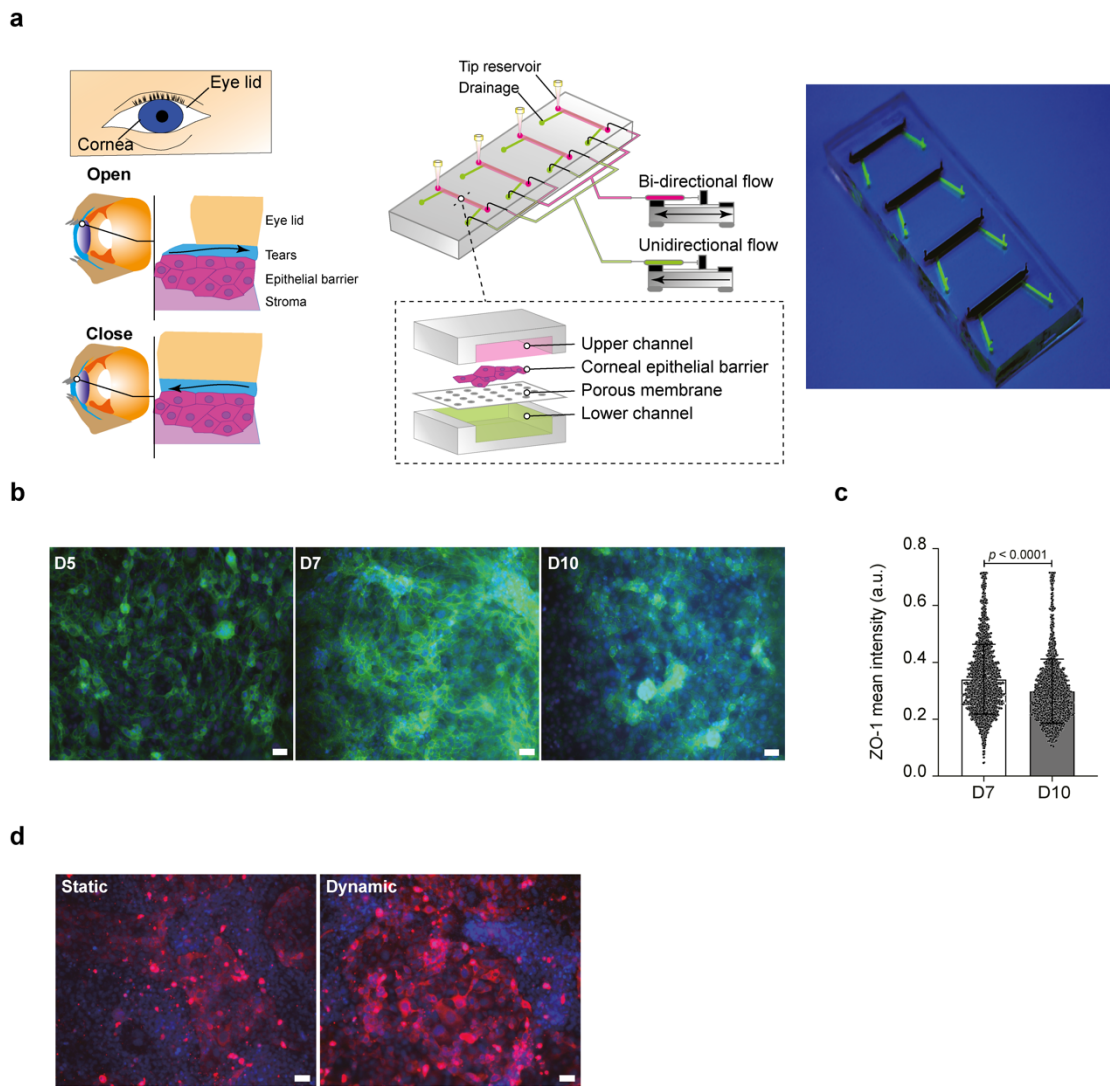 a
Eye lid
Cornea
Open
Eye lid
Tears
Epithelial barrier
Stroma
Close
Tip reservoir
Drainage
Bi-directional flow
Unidirectional flow
Upper channel
Corneal epithelial barrier
Porous membrane
Lower channel
b
D5
D7
D10
c
p < 0.0001
ZO-1 mean intensity (a.u.)
0.8
0.6
0.4
0.2
0.0
D7
D10
d
Static
Dynamic